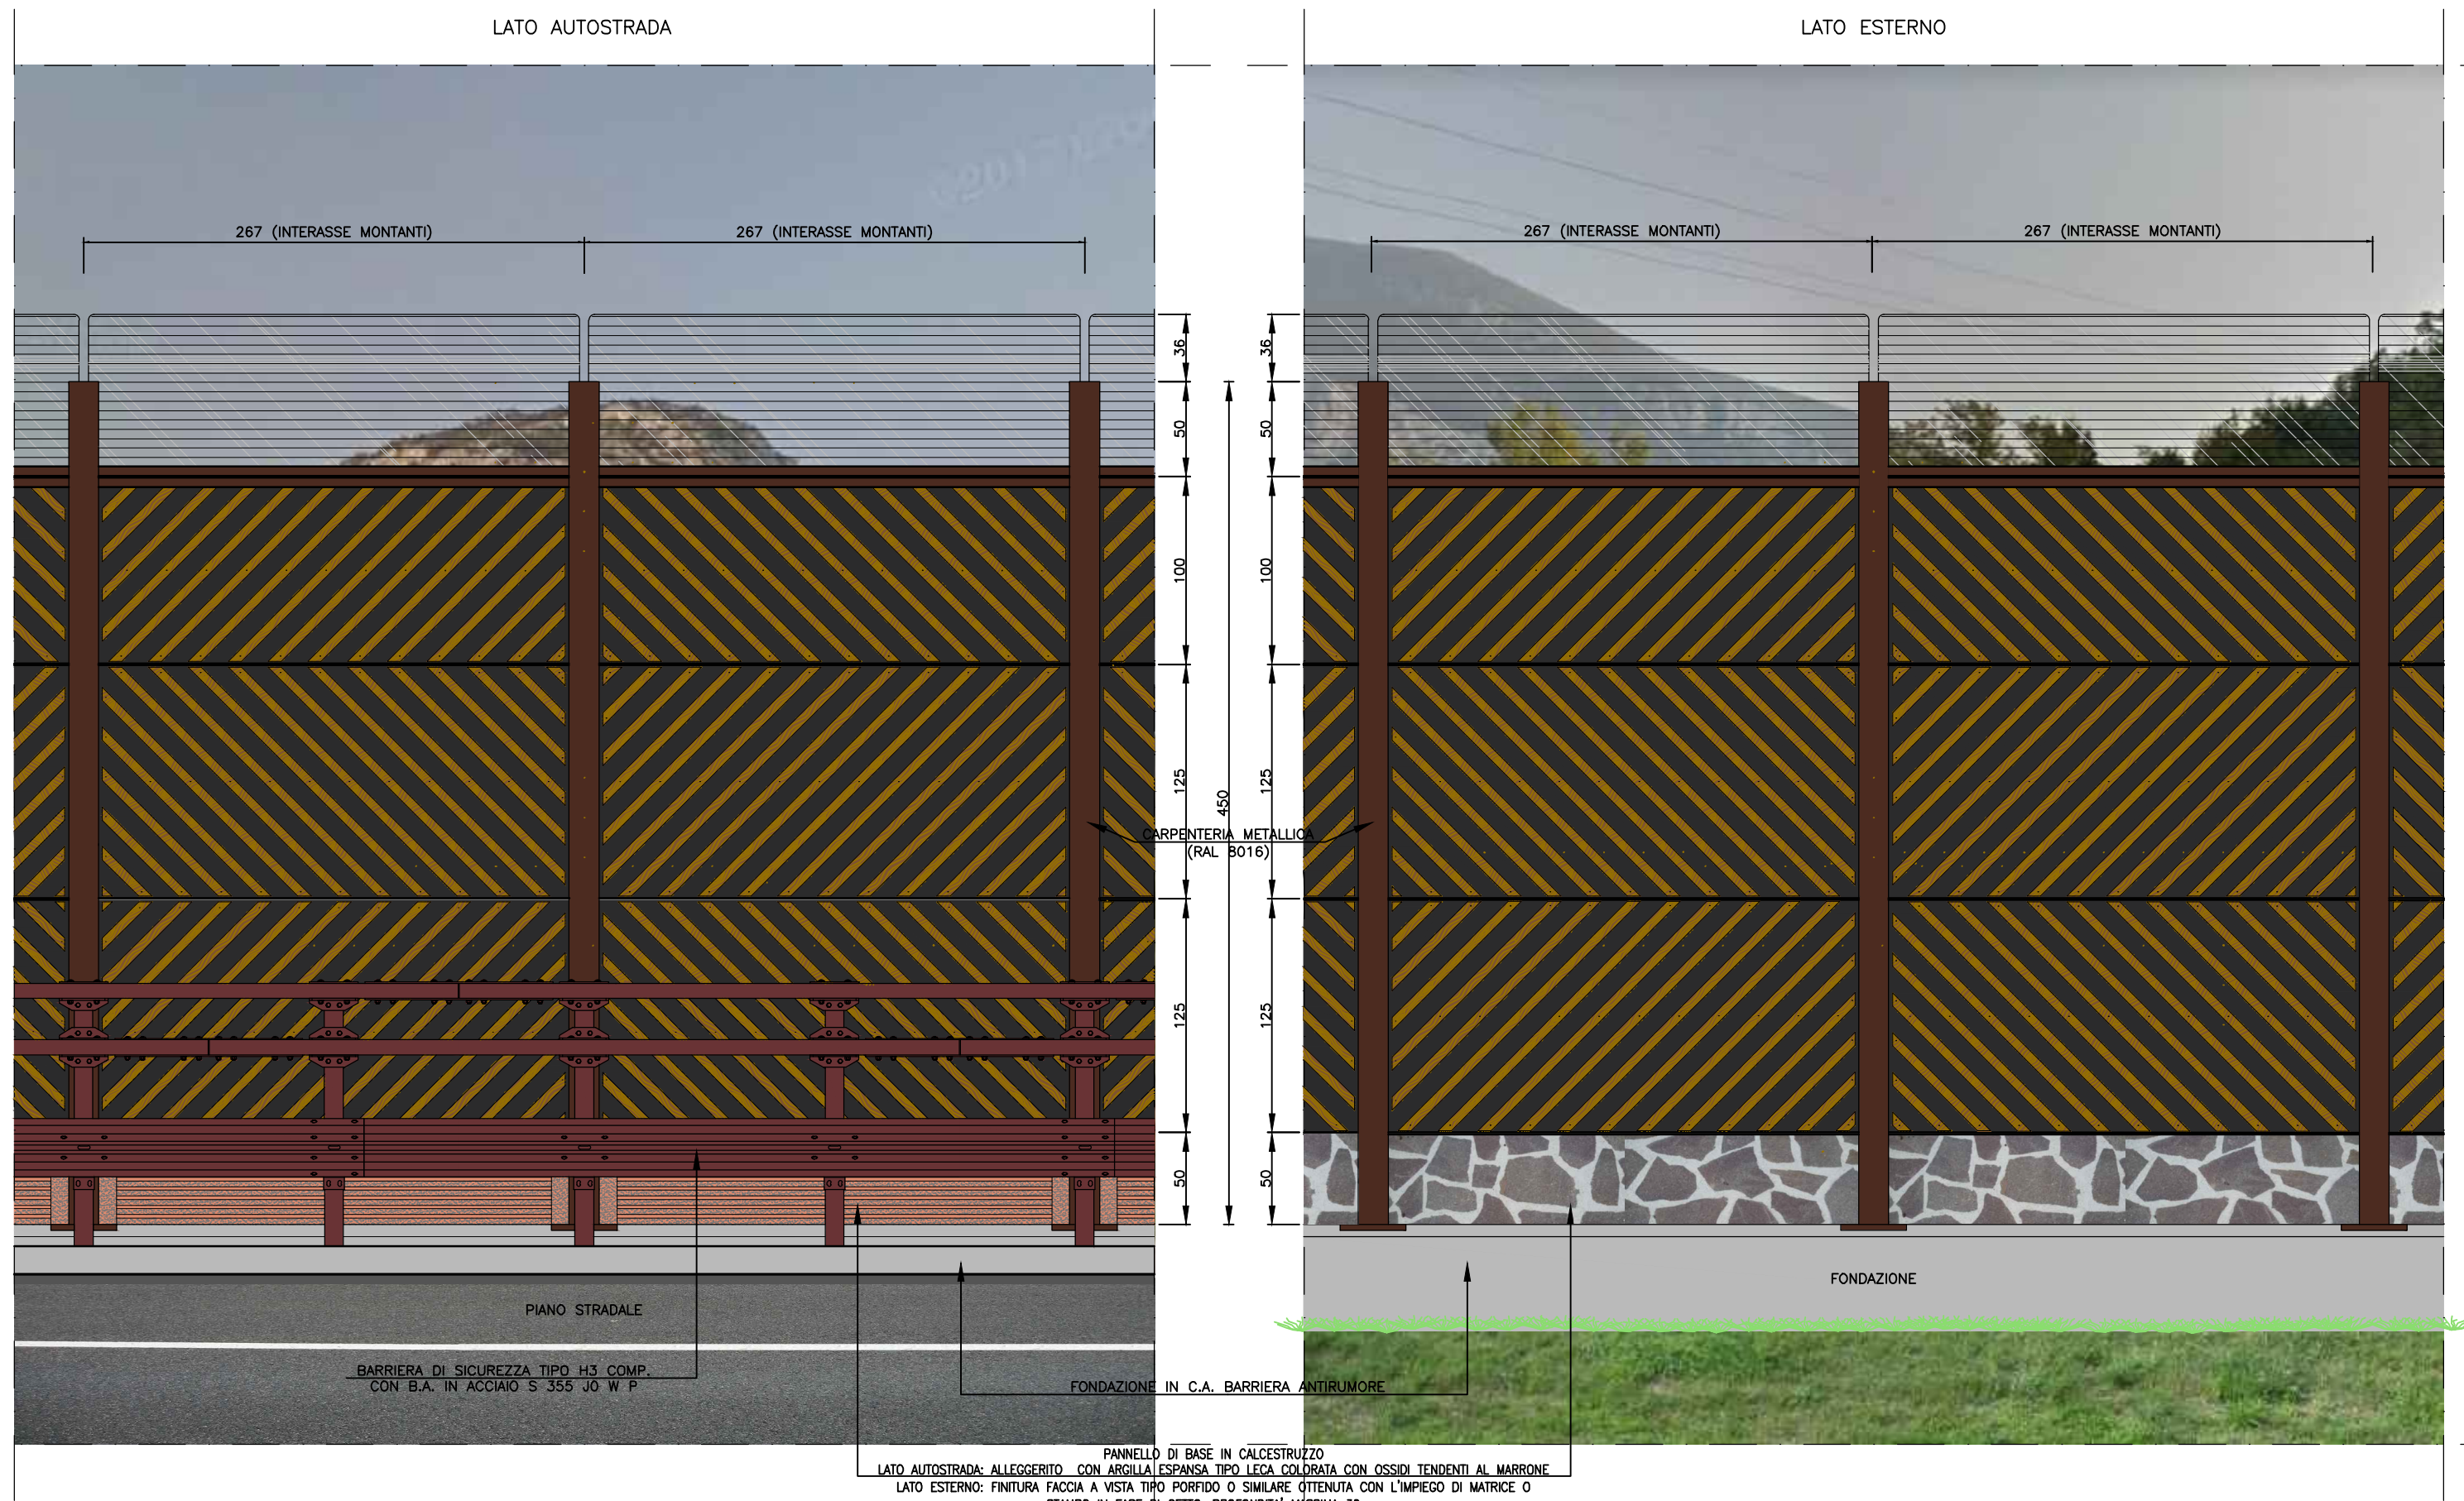 LATO AUTOSTRADA
LATO ESTERNO
267 (INTERASSE MONTANTI)
267 (INTERASSE MONTANTI)
267 (INTERASSE MONTANTI)
267 (INTERASSE MONTANTI)
36
36
50
50
100
100
125
125
450
CARPENTERIA METALLICA
(RAL 8016)
125
125
50
50
FONDAZIONE
PIANO STRADALE
BARRIERA DI SICUREZZA TIPO H3 COMP.
CON B.A. IN ACCIAIO S 355 J0 W P
FONDAZIONE IN C.A. BARRIERA ANTIRUMORE
PANNELLO DI BASE IN CALCESTRUZZO
LATO AUTOSTRADA: ALLEGGERITO CON ARGILLA ESPANSA TIPO LECA COLORATA CON OSSIDI TENDENTI AL MARRONE
LATO ESTERNO: FINITURA FACCIA A VISTA TIPO PORFIDO O SIMILARE OTTENUTA CON L'IMPIEGO DI MATRICE O